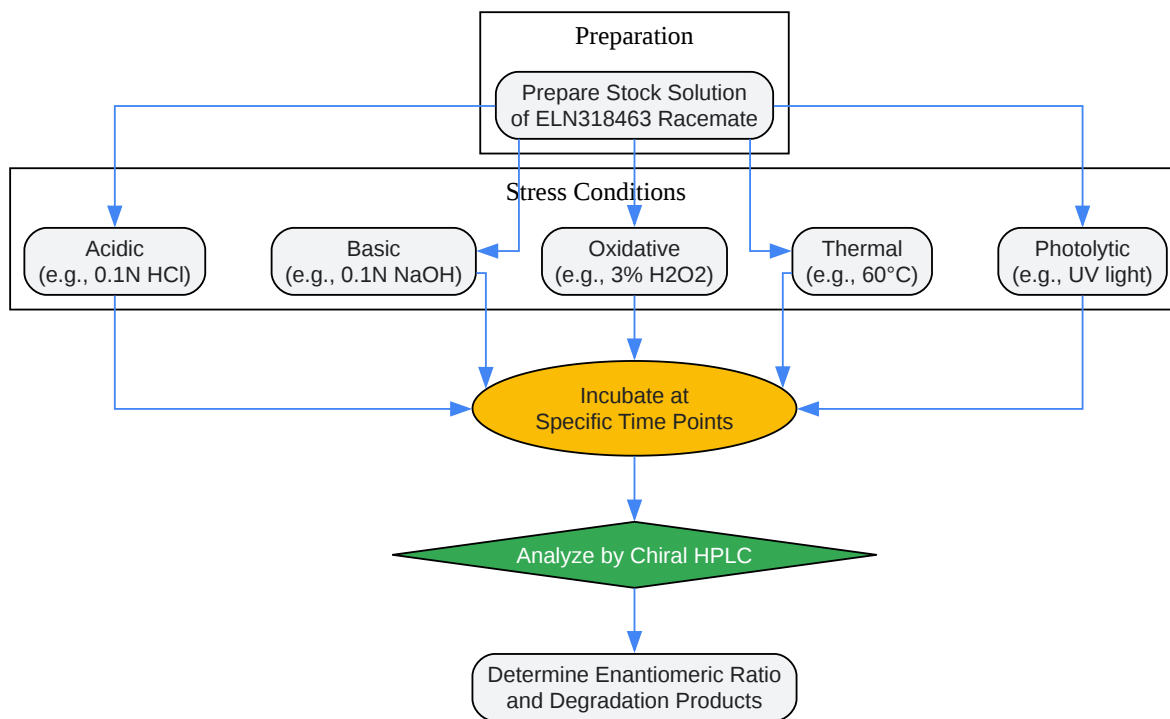 Preparation
Prepare Stock Solution
of ELN318463 Racemate
Stress Conditions
Acidic
(e.g., 0.1N HCl)
Basic
(e.g., 0.1N NaOH)
Oxidative
(e.g., 3% H2O2)
Thermal
(e.g., 60°C)
Photolytic
(e.g., UV light)
Incubate at
Specific Time Points
Analyze by Chiral HPLC
Determine Enantiomeric Ratio
and Degradation Products